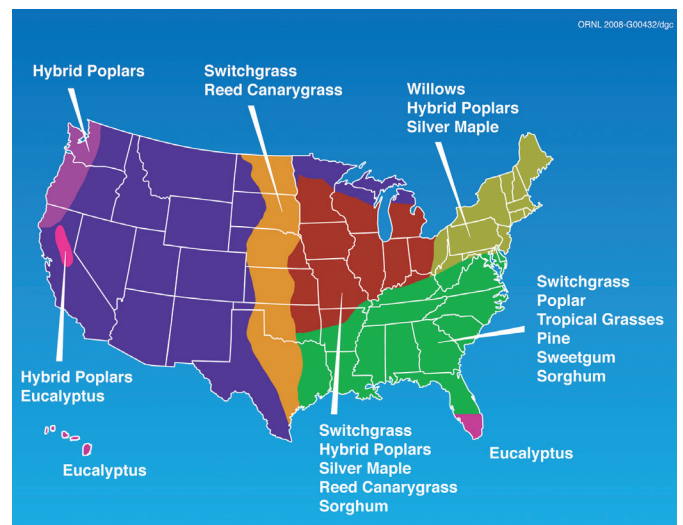 ORNL 2008-G00432/dgc
Hybrid Poplars
Switchgrass
Reed Canarygrass
Willows
Hybrid Poplars
Silver Maple
Switchgrass
Poplar
Tropical Grasses
Pine
Sweetgum
Sorghum
Hybrid Poplars
Eucalyptus
Eucalyptus
Switchgrass
Hybrid Poplars
Silver Maple
Reed Canarygrass
Sorghum
Eucalyptus